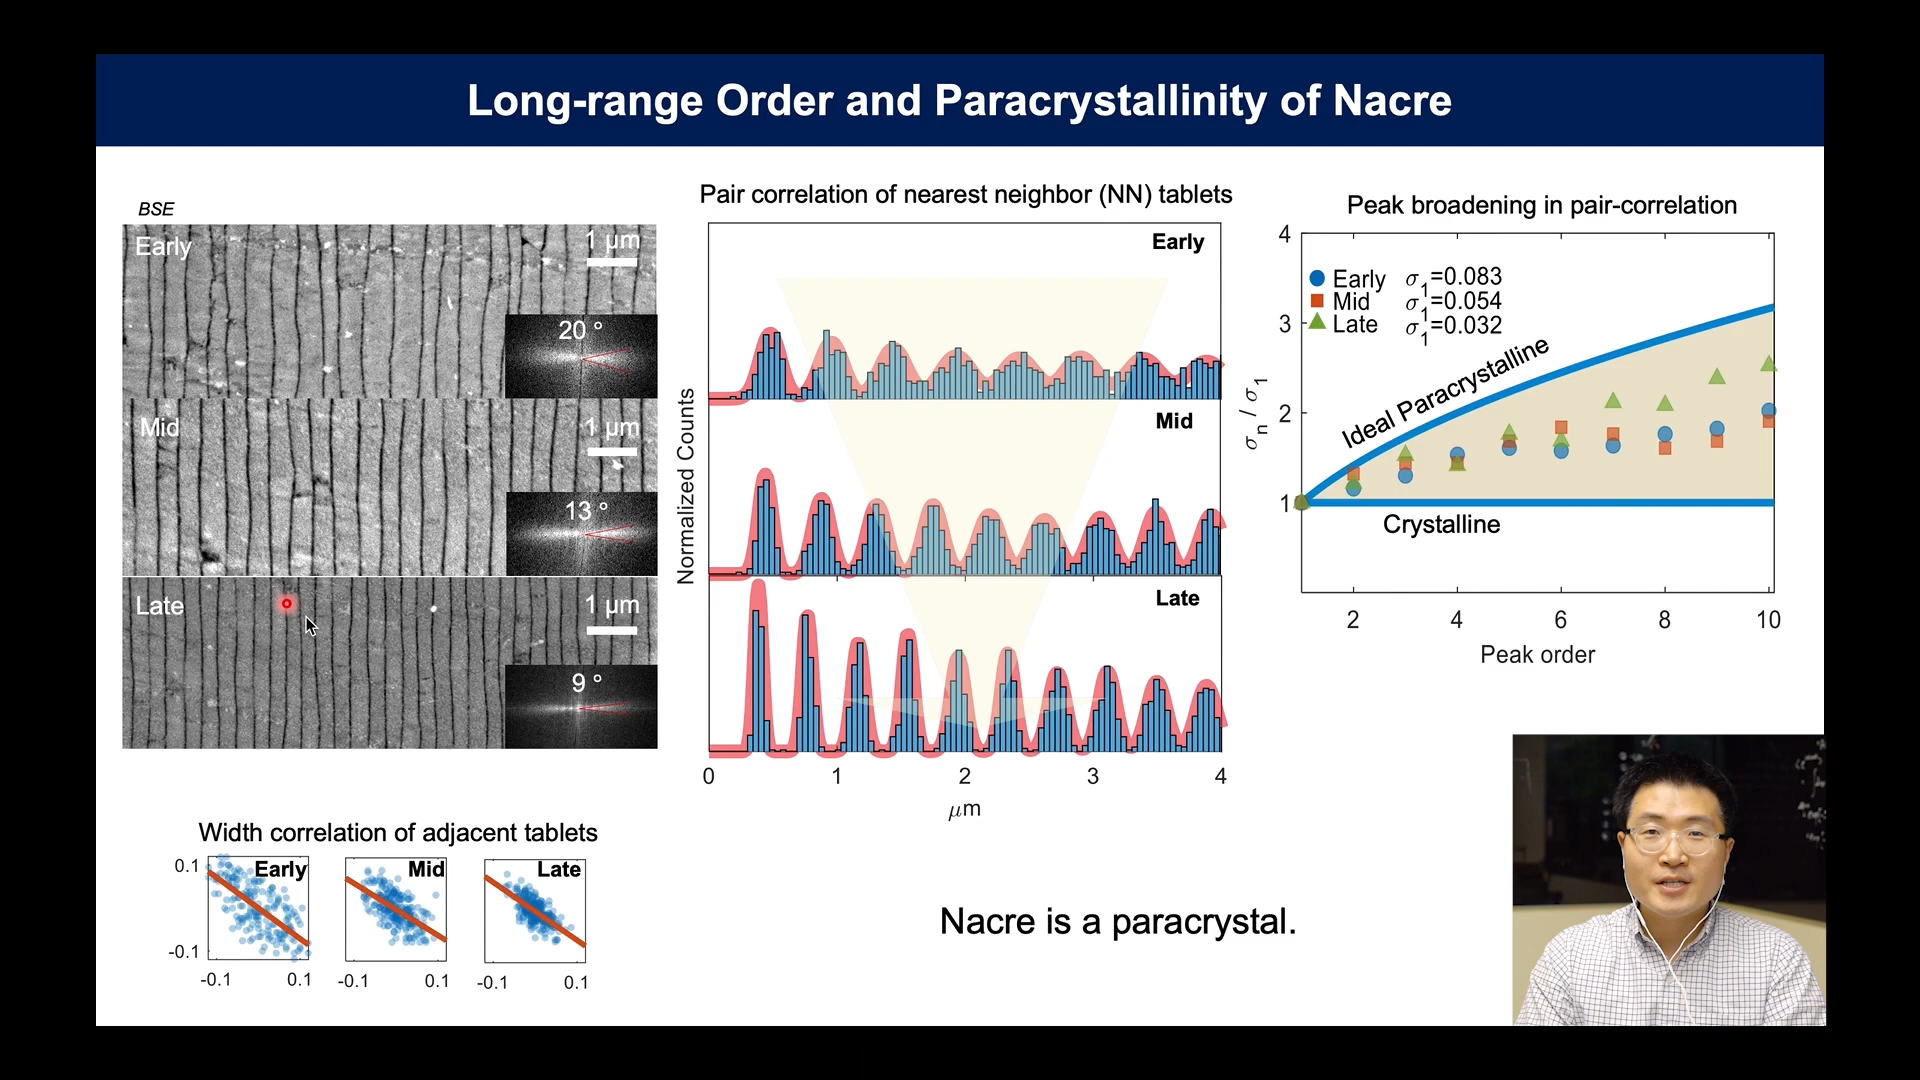 Long-range Order and Paracrystallinity of Nacre
BSE
Early
1 μm
20 °
Mid
1 μm
13 °
Late
1 μm
9 °
Width correlation of adjacent tablets
0.1
-0.1
Early
Mid
Late
-0.1 0.1 -0.1 0.1 -0.1 0.1
Pair correlation of nearest neighbor (NN) tablets
Normalized Counts
Early
Mid
Late
0 1 2 3 4
μm
Peak broadening in pair-correlation
4
3
2
1
σn / σ1
Early σ1=0.083
Mid σ1=0.054
Late σ1=0.032
Ideal Paracrystalline
Crystalline
2 4 6 8 10
Peak order
Nacre is a paracrystal.